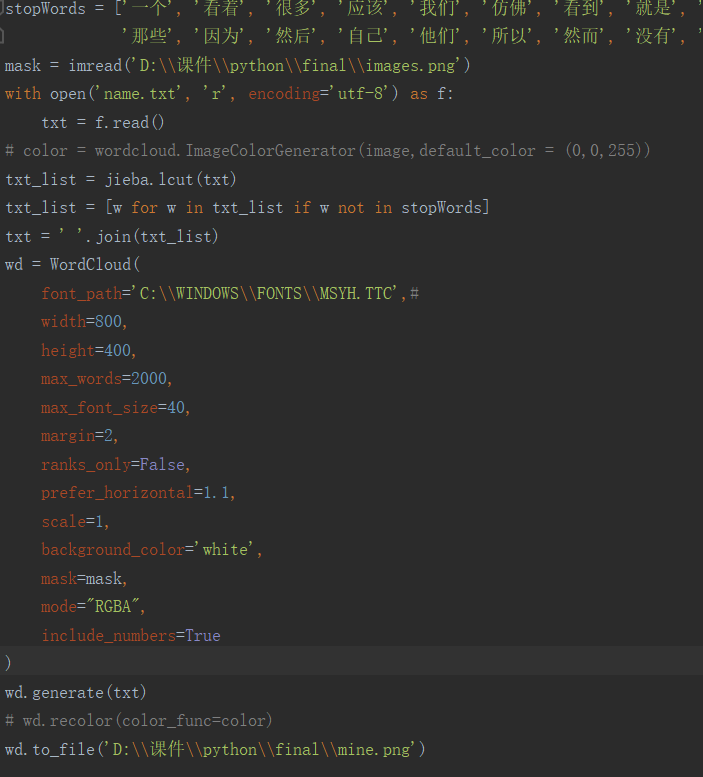 stopWords = ['一个', '看着', '很多', '应该', '我们', '仿佛', '看到', '就是', '
'那些', '因为', '然后', '自己', '他们', '所以', '然而', '没有', '
mask = imread('D:\\课件\\python\\final\\images.png')
with open('name.txt', 'r', encoding='utf-8') as f:
    txt = f.read()
# color = wordcloud.ImageColorGenerator(image,default_color = (0,0,255))
txt_list = jieba.lcut(txt)
txt_list = [w for w in txt_list if w not in stopWords]
txt = ' '.join(txt_list)
wd = WordCloud(
    font_path='C:\\WINDOWS\\FONTS\\MSYH.TTC',#
    width=800,
    height=400,
    max_words=2000,
    max_font_size=40,
    margin=2,
    ranks_only=False,
    prefer_horizontal=1.1,
    scale=1,
    background_color='white',
    mask=mask,
    mode="RGBA",
    include_numbers=True
)
wd.generate(txt)
# wd.recolor(color_func=color)
wd.to_file('D:\\课件\\python\\final\\mine.png')